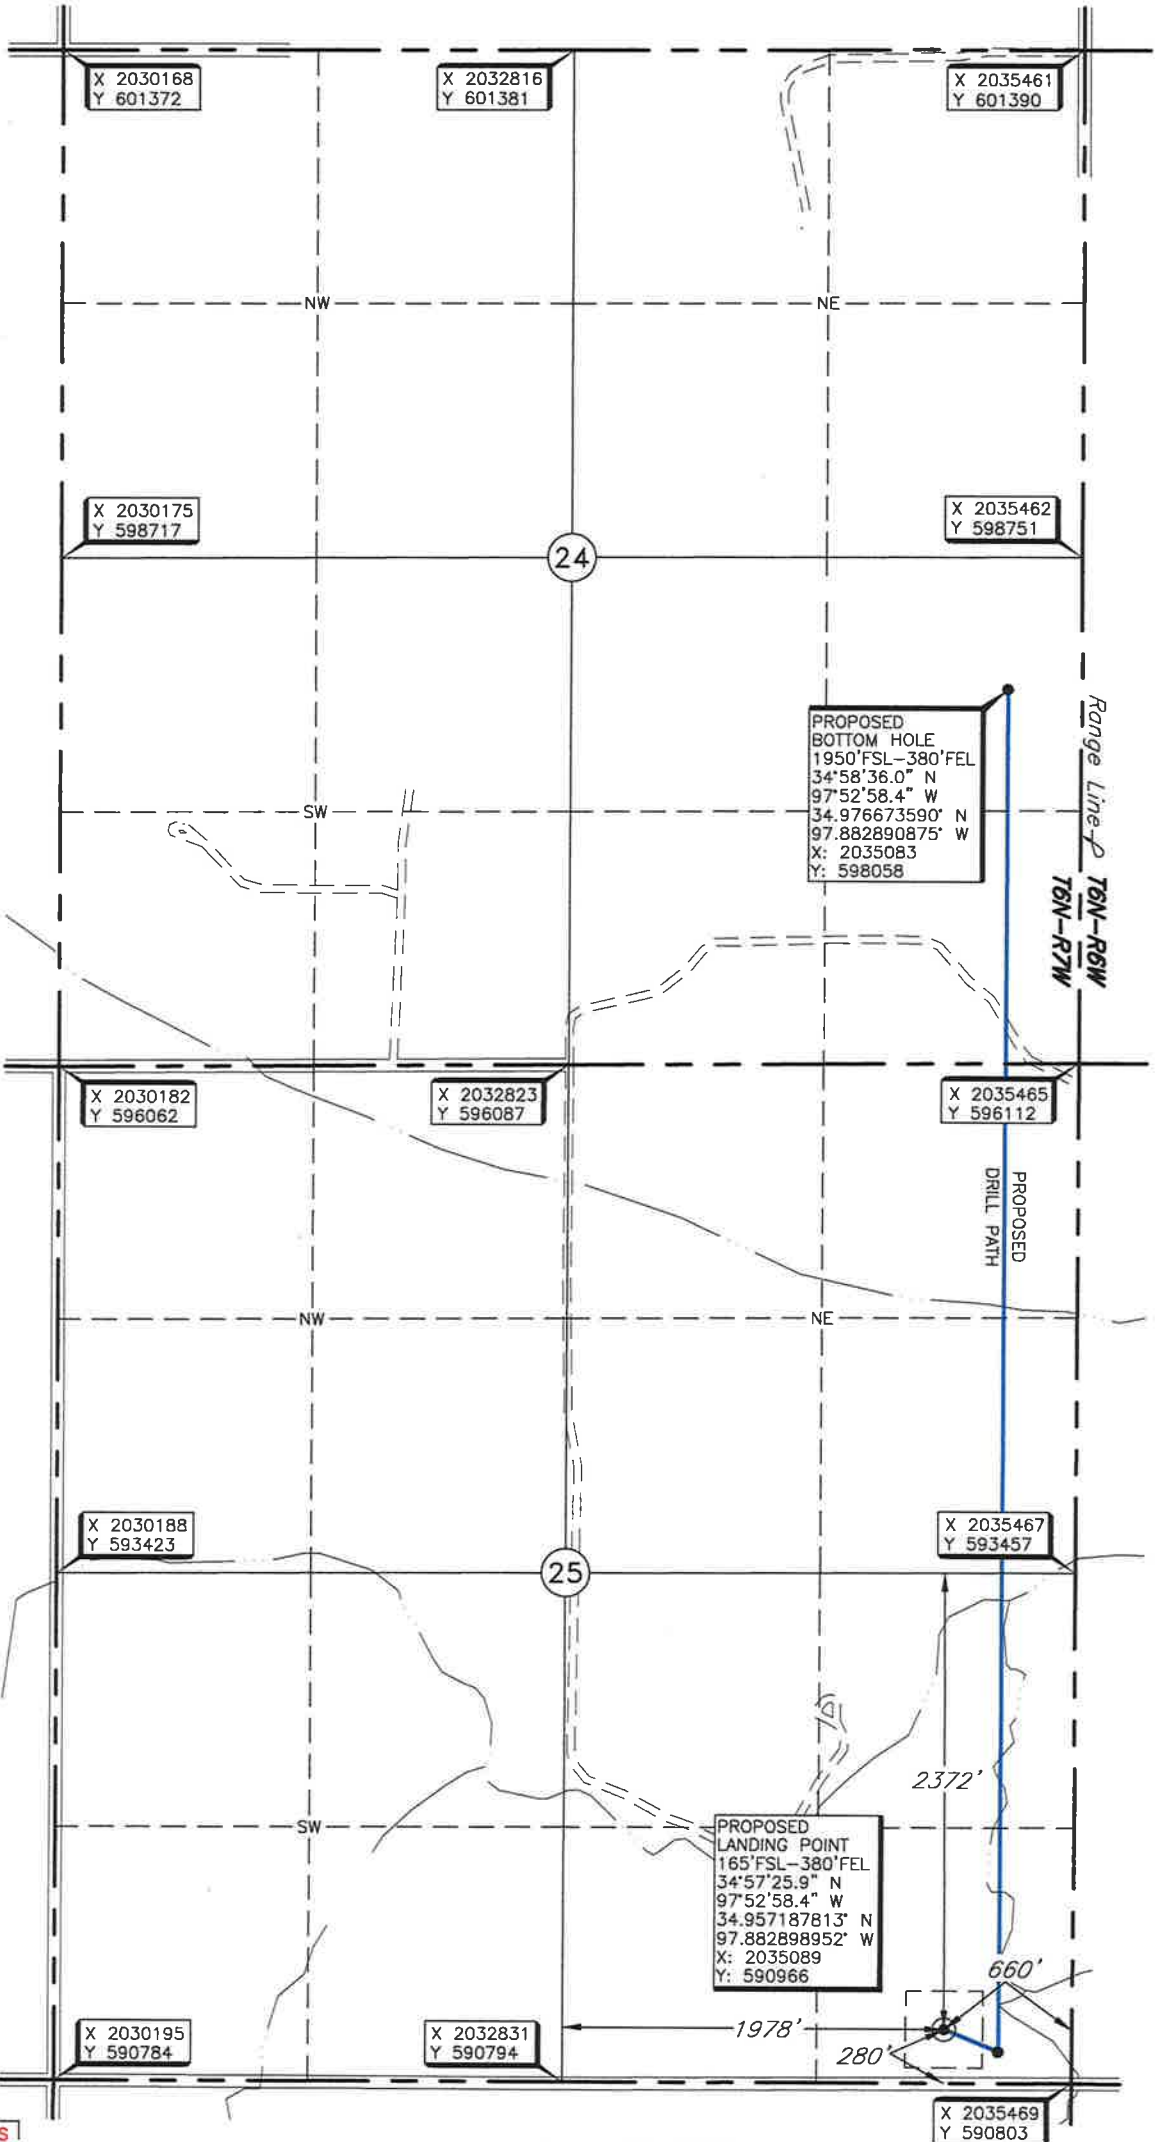 X 2030168
Y 601372
X 2032816
Y 601381
X 2035461
Y 601390
NW
NE
X 2030175
Y 598717
X 2035462
Y 598751
24
PROPOSED
BOTTOM HOLE
1950'FSL-380'FEL
34°58'36.0" N
97°52'58.4" W
34.976673590° N
97.882890875° W
X: 2035083
Y: 598058
Range Line
T6N-R6W
T6N-R7W
SW
X 2030182
Y 596062
X 2032823
Y 596087
X 2035465
Y 596112
PROPOSED
DRILL PATH
NW
NE
X 2030188
Y 593423
X 2035467
Y 593457
25
2372'
SW
PROPOSED
LANDING POINT
165'FSL-380'FEL
34°57'25.9" N
97°52'58.4" W
34.957187813° N
97.882898952° W
X: 2035089
Y: 590966
660'
1978'
280'
X 2030195
Y 590784
X 2032831
Y 590794
X 2035469
Y 590803
S